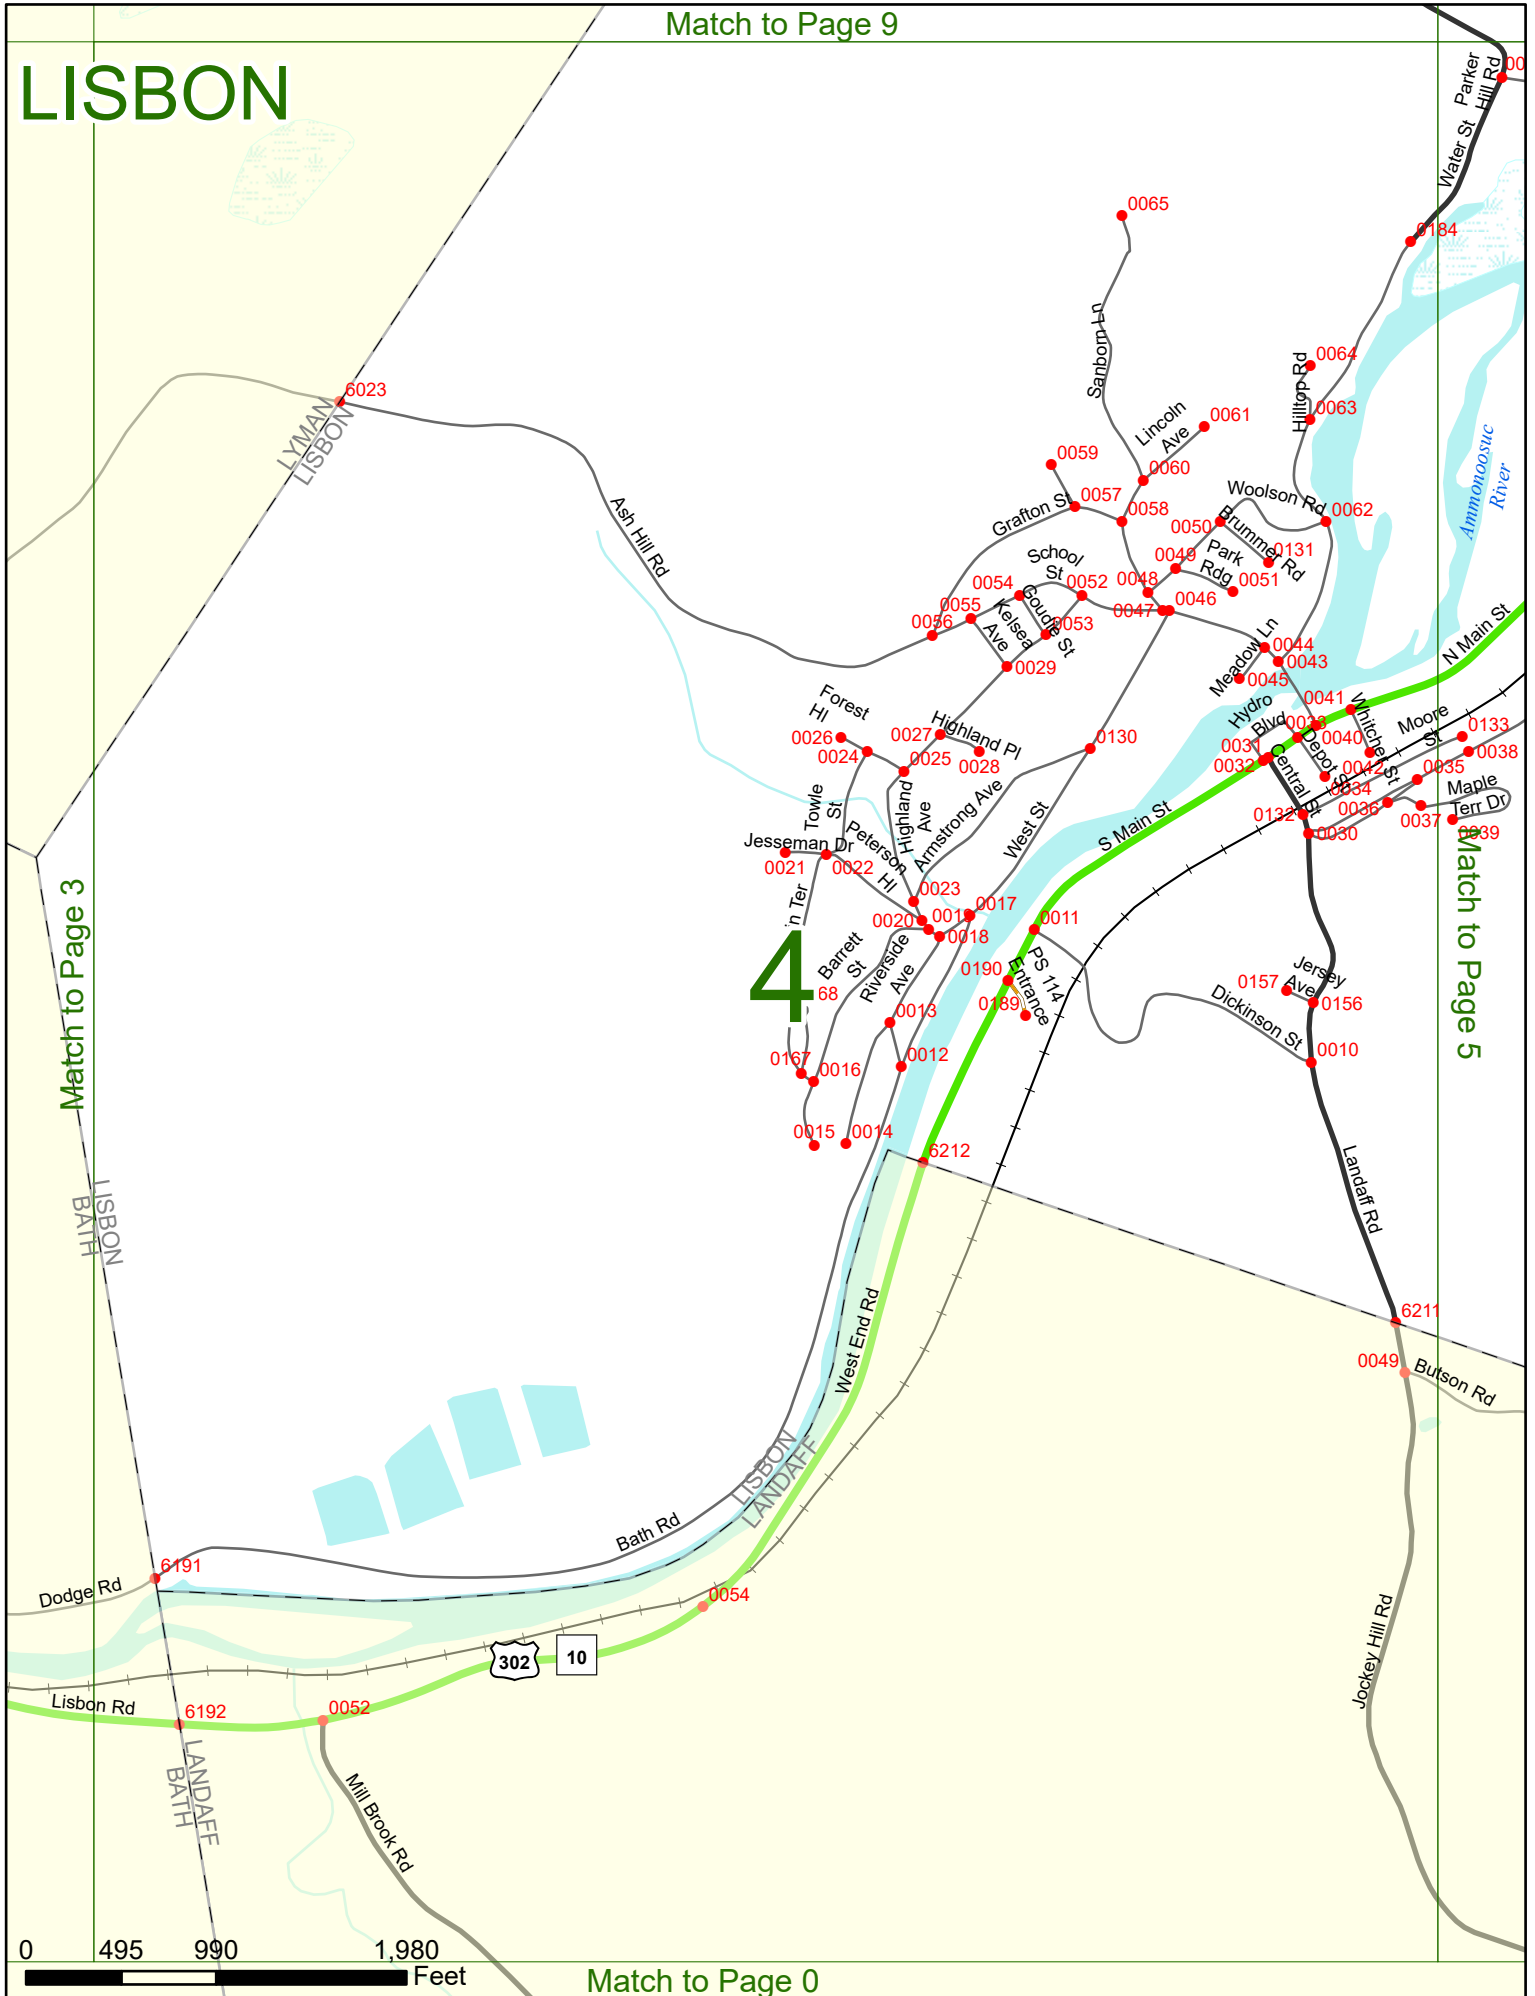 Match to Page 9
LISBON
Parker
Hill Rd
00
Water St
0065
0184
Sanborn Ln
0064
Hilltop Rd
0063
6023
LYMAN
LISBON
Lincoln
Ave
0061
0059
0060
Ammonoosuc
River
Ash Hill Rd
Grafton St
0057
0058
Woolson Rd
0062
0050
Brummer Rd
0131
School
St
0049
Park
Rdg
0051
0054
0052
0048
0047
0046
0055
0056
Goudie St
Kelsea
Ave
0053
0029
N Main St
Meadow Ln
0044
0043
0045
Forest
Hl
0026
0024
0027
Highland Pl
0028
0025
0130
Hydro
Blvd
0041
0033
0040
Whitcher St
Moore
St
0133
0038
0031
0032
Depot St
0042
0034
0035
Central St
0036
Maple
Terr Dr
0037
0039
0132
0030
Towle
St
Highland
Ave
Armstrong Ave
West St
S Main St
Jesseman Dr
0021
0022
Peterson
Hl
0023
0017
0020
0019
0018
0011
in Ter
4
68
Barrett
St
Riverside
Ave
0190
PS 114
Entrance
0189
0157
Jersey
Ave
0156
Dickinson St
0010
Match to Page 3
Match to Page 5
0013
0012
0167
0016
0015
0014
6212
LISBON
BATH
Landaff Rd
6211
0049
Butson Rd
West End Rd
LISBON
LANDAFF
Bath Rd
6191
Dodge Rd
0054
302
10
Jockey Hill Rd
Lisbon Rd
6192
0052
LANDAFF
BATH
Mill Brook Rd
0 495 990 1,980
Feet
Match to Page 0